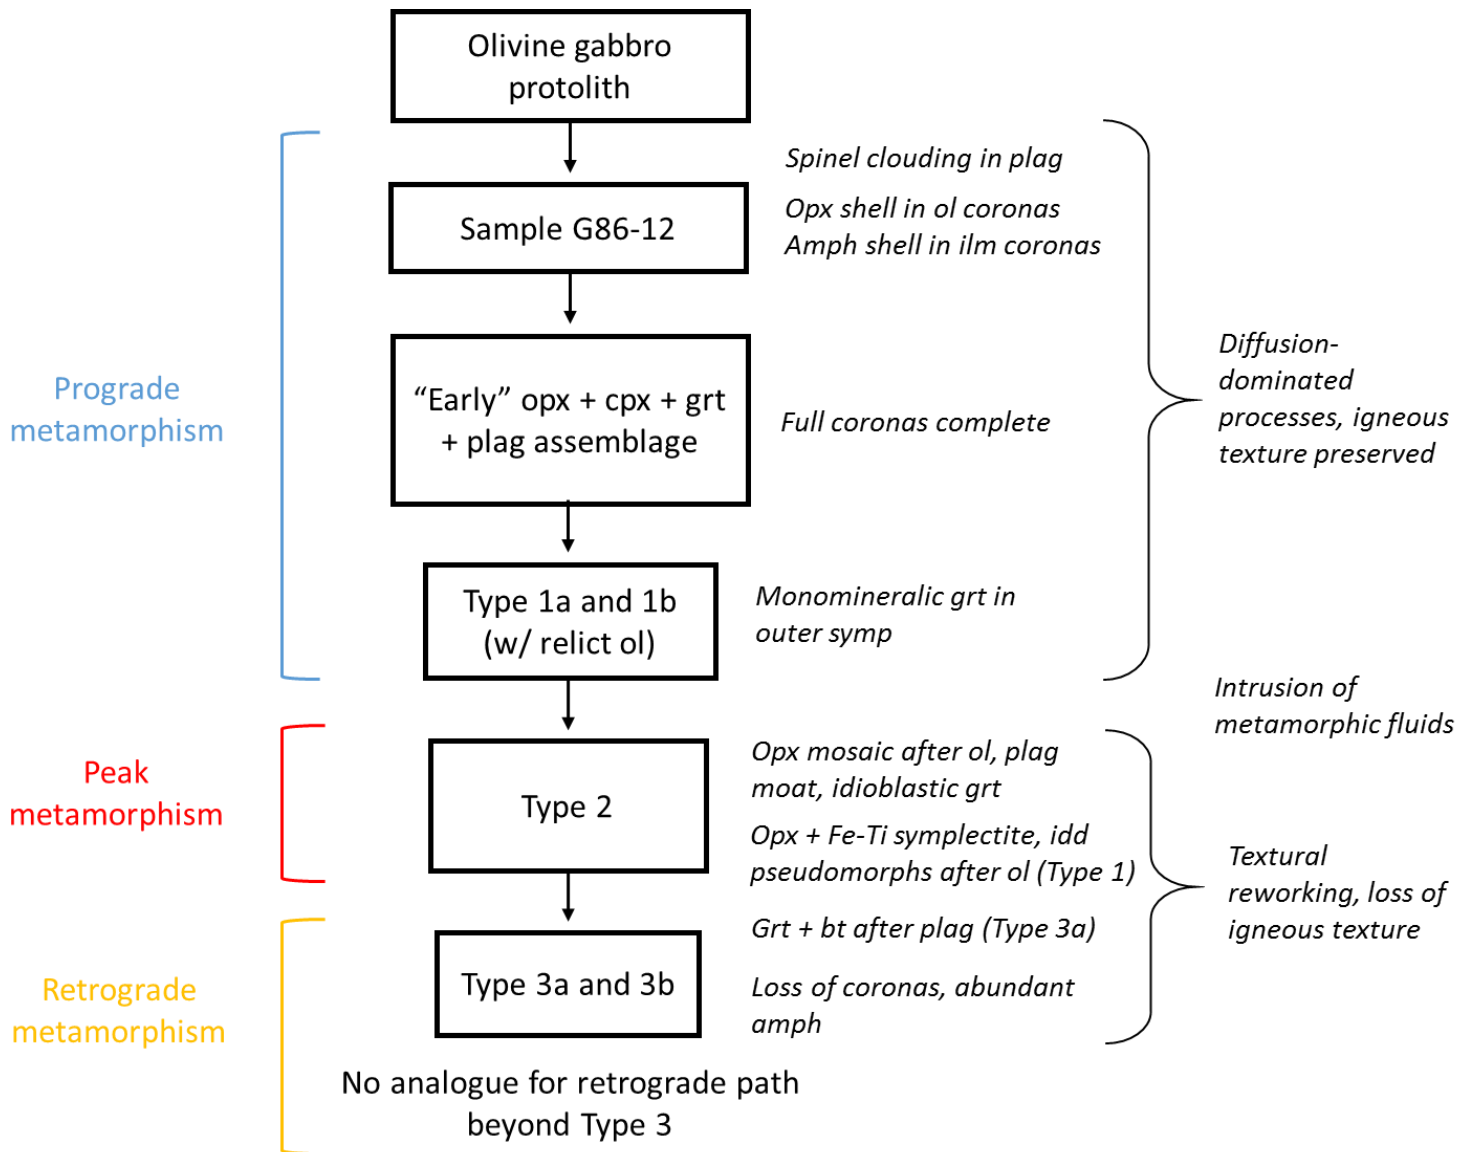 Olivine gabbro
protolith
Spinel clouding in plag
Sample G86-12
Opx shell in ol coronas
Amph shell in ilm coronas
Prograde
metamorphism
“Early” opx + cpx + grt
+ plag assemblage
Full coronas complete
Diffusion-
dominated
processes, igneous
texture preserved
Type 1a and 1b
(w/ relict ol)
Monomineralic grt in
outer symp
Intrusion of
metamorphic fluids
Peak
metamorphism
Type 2
Opx mosaic after ol, plag
moat, idioblastic grt
Opx + Fe-Ti symplectite, idd
pseudomorphs after ol (Type 1)
Textural
reworking, loss of
igneous texture
Retrograde
metamorphism
Type 3a and 3b
Grt + bt after plag (Type 3a)
Loss of coronas, abundant
amph
No analogue for retrograde path
beyond Type 3